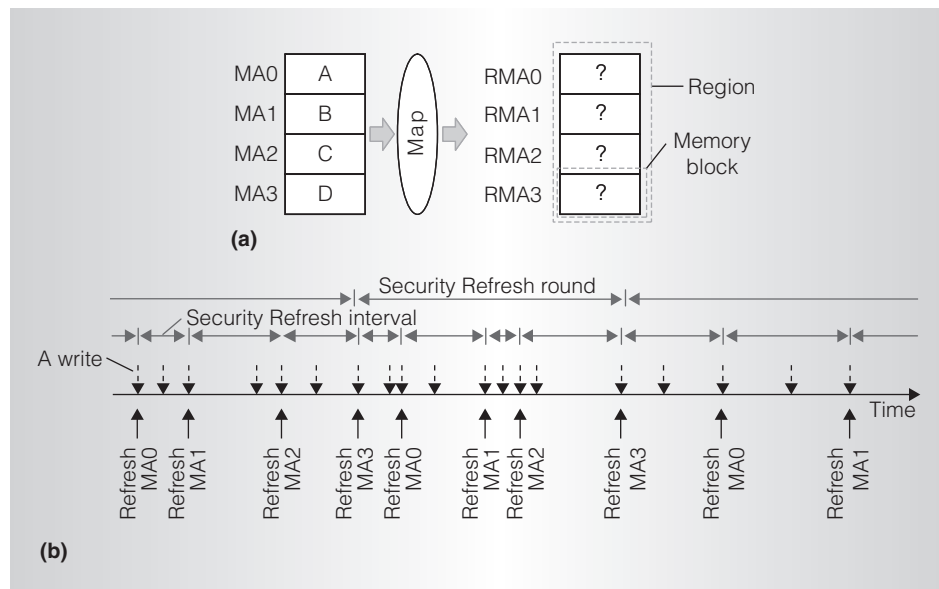 MA0 A
MA1 B
MA2 C
MA3 D
Map
RMA0 ?
RMA1 ?
RMA2 ?
RMA3 ?
Region
Memory
block
(a)
Security Refresh round
Security Refresh interval
A write
Time
Refresh
MA0
Refresh
MA1
Refresh
MA2
Refresh
MA3
Refresh
MA0
Refresh
MA1
Refresh
MA2
Refresh
MA3
Refresh
MA0
Refresh
MA1
(b)